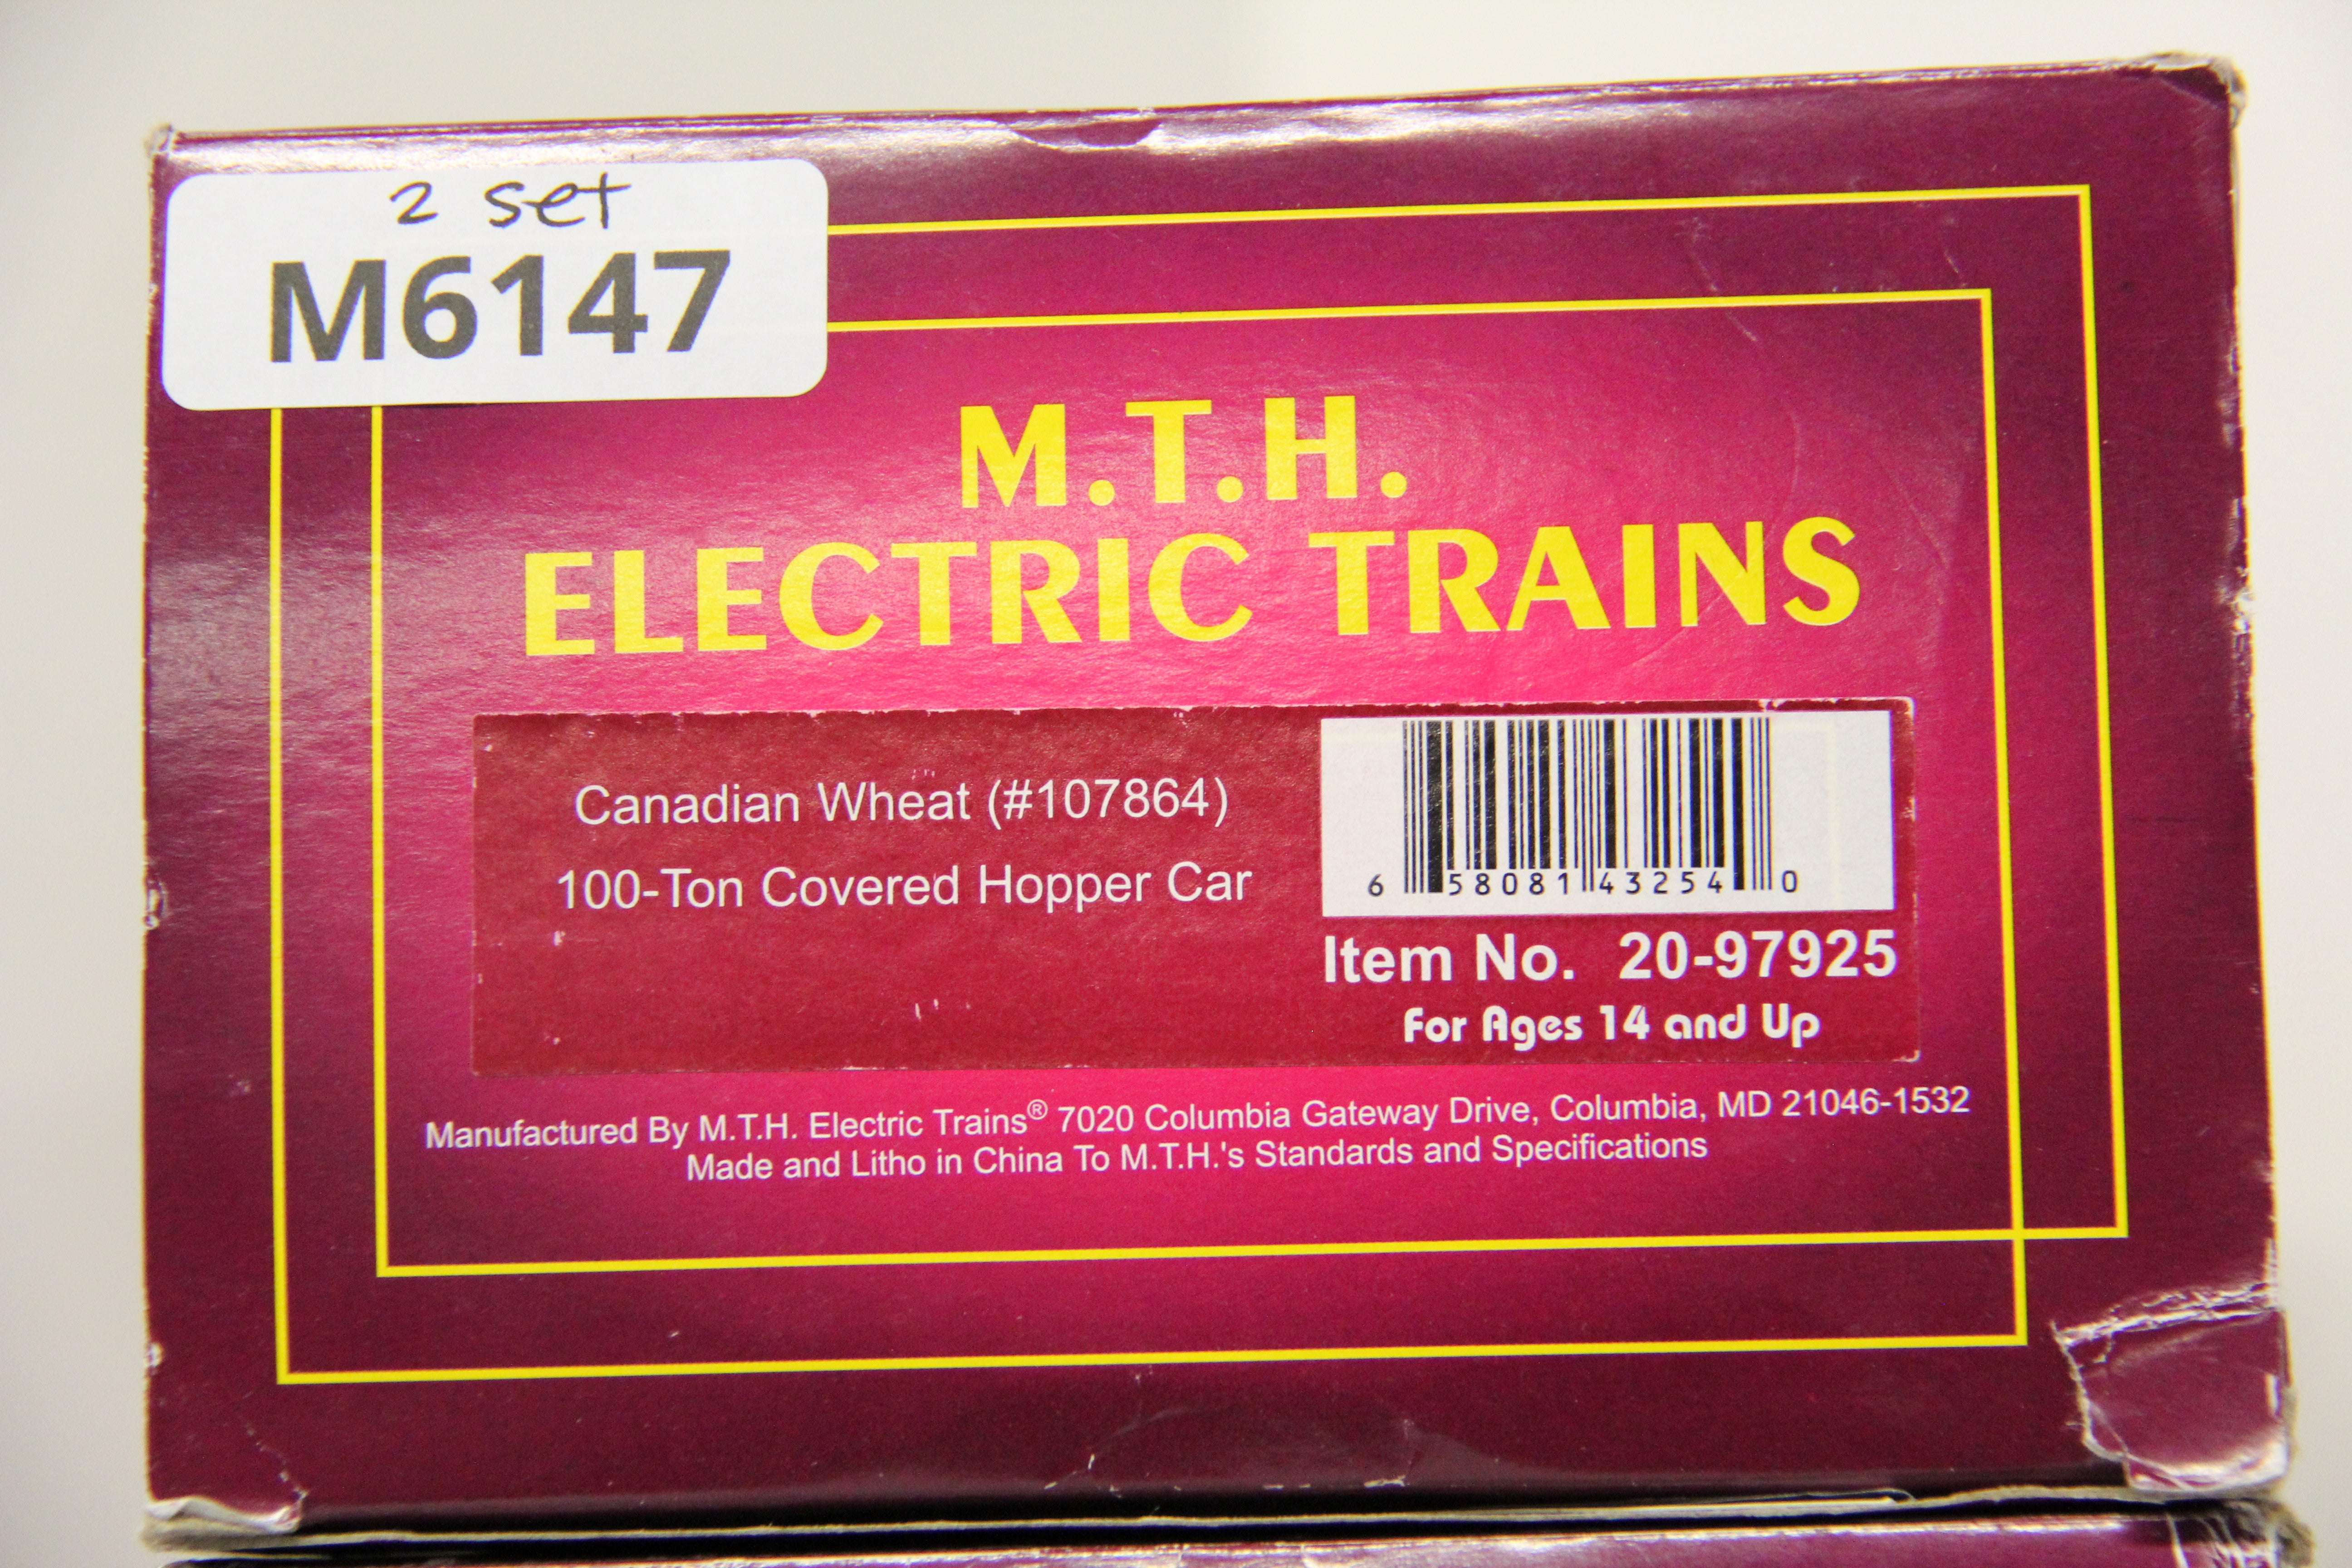 2 set
M6147
M.T.H.
ELECTRIC TRAINS
Canadian Wheat (#107864)
100-Ton Covered Hopper Car
6 58081 43254 0
Item No. 20-97925
For Ages 14 and Up
Manufactured By M.T.H. Electric Trains® 7020 Columbia Gateway Drive, Columbia, MD 21046-1532
Made and Litho in China To M.T.H.'s Standards and Specifications